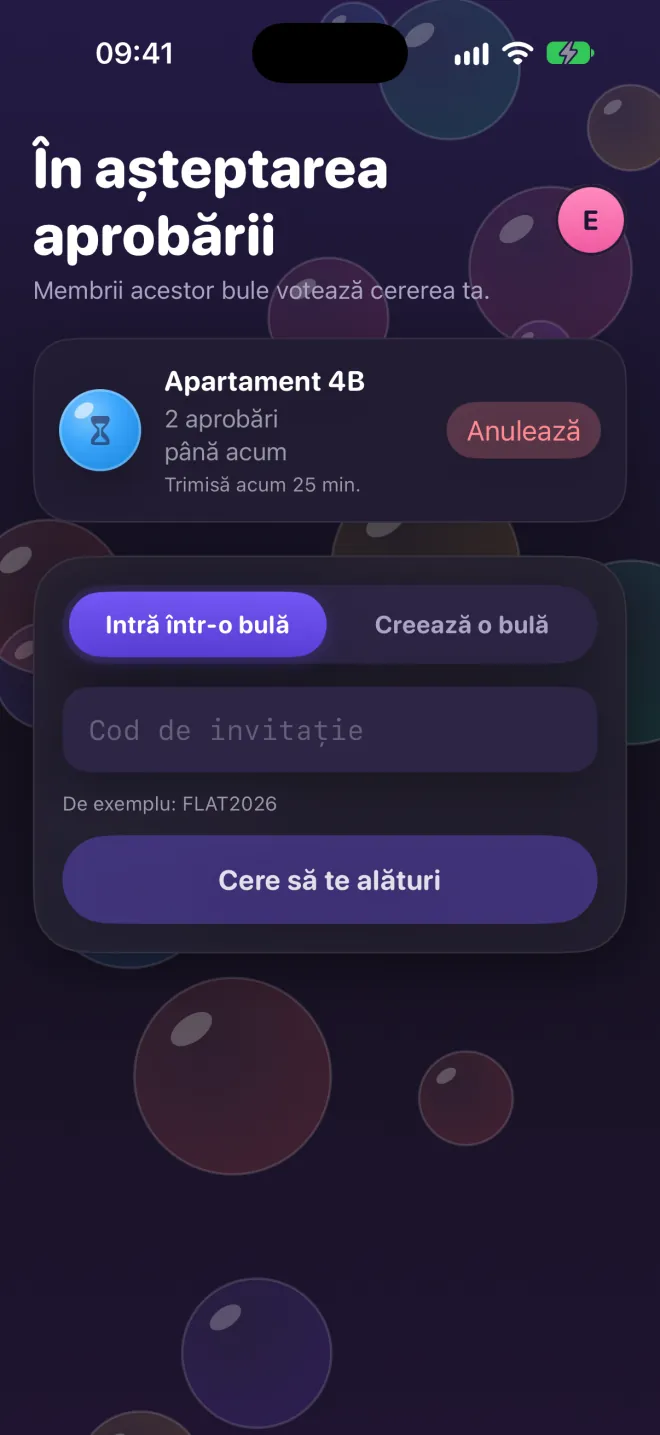 09:41
În așteptarea
aprobării
E
Membrii acestor bule votează cererea ta.
Apartament 4B
2 aprobări
până acum
Trimisă acum 25 min.
Anulează
Intră într-o bulă
Creează o bulă
Cod de invitație
De exemplu: FLAT2026
Cere să te alături